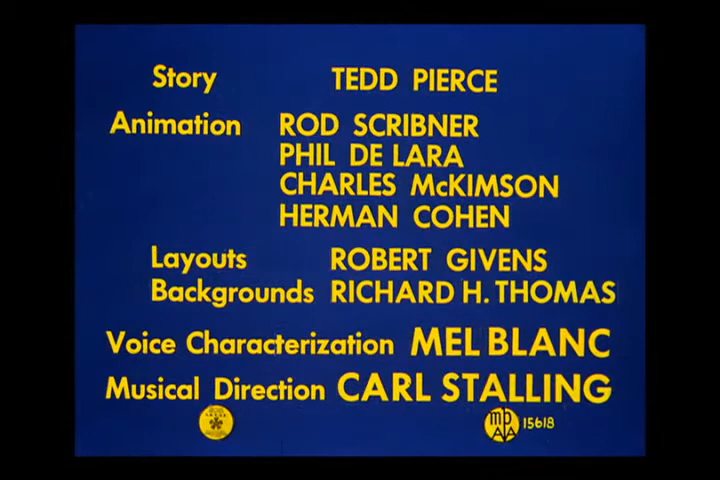 Story TEDD PIERCE
Animation ROD SCRIBNER
PHIL DE LARA
CHARLES McKIMSON
HERMAN COHEN
Layouts ROBERT GIVENS
Backgrounds RICHARD H. THOMAS
Voice Characterization MEL BLANC
Musical Direction CARL STALLING
mpAA 15618